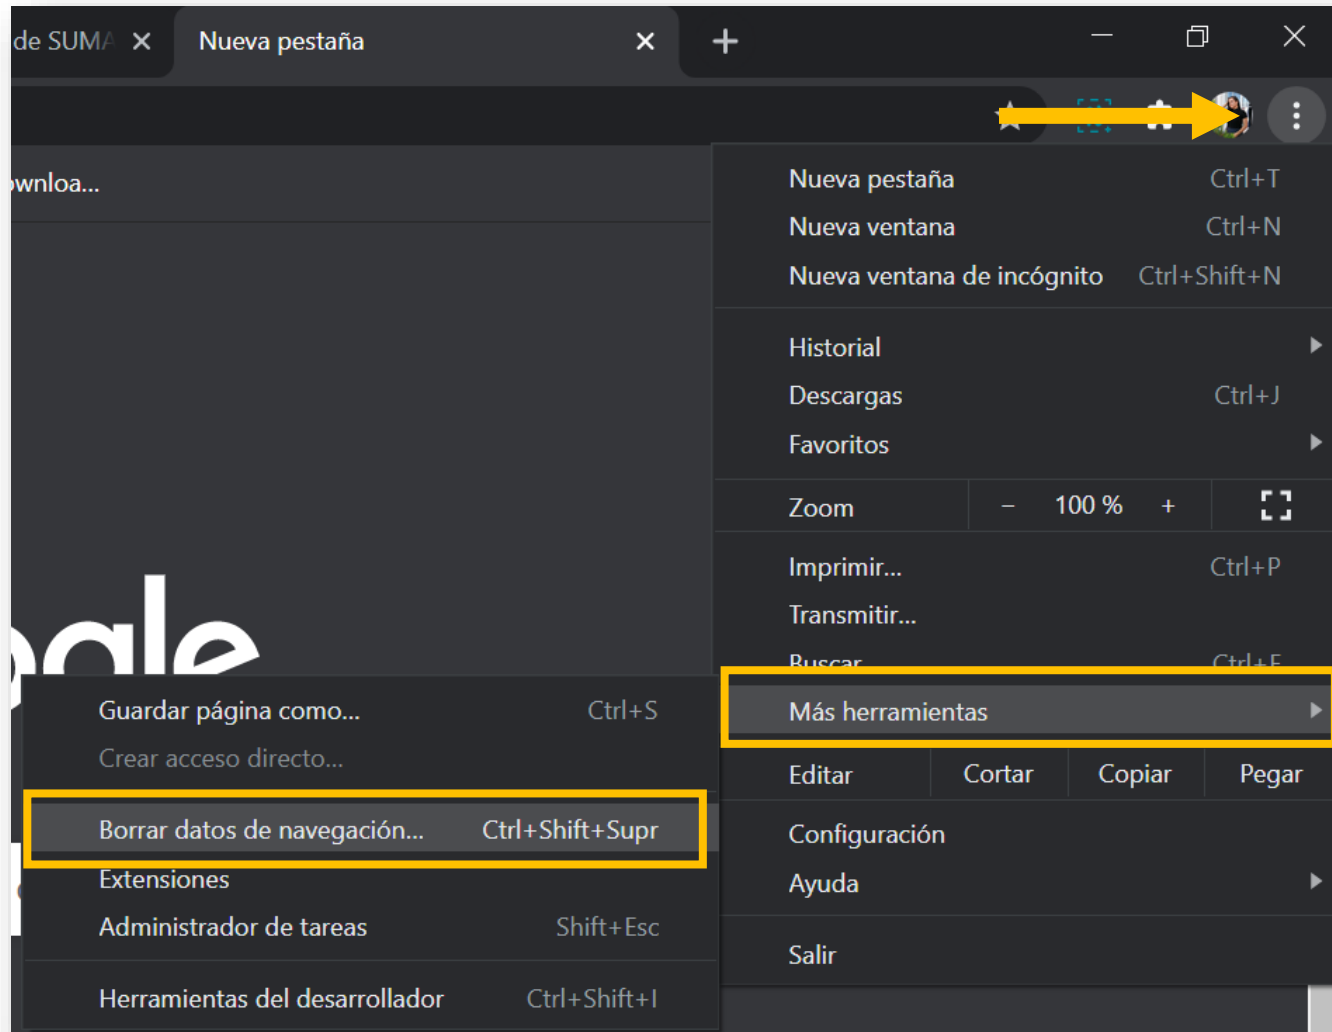 de SUMA
Nueva pestaña
ownloa...
Nueva pestaña Ctrl+T
Nueva ventana Ctrl+N
Nueva ventana de incógnito Ctrl+Shift+N
Historial
Descargas Ctrl+J
Favoritos
Zoom − 100 % +
Imprimir... Ctrl+P
Transmitir...
Buscar Ctrl+F
Más herramientas
Editar Cortar Copiar Pegar
Configuración
Ayuda
Salir
ogle
Guardar página como... Ctrl+S
Crear acceso directo...
Borrar datos de navegación... Ctrl+Shift+Supr
Extensiones
Administrador de tareas Shift+Esc
Herramientas del desarrollador Ctrl+Shift+I